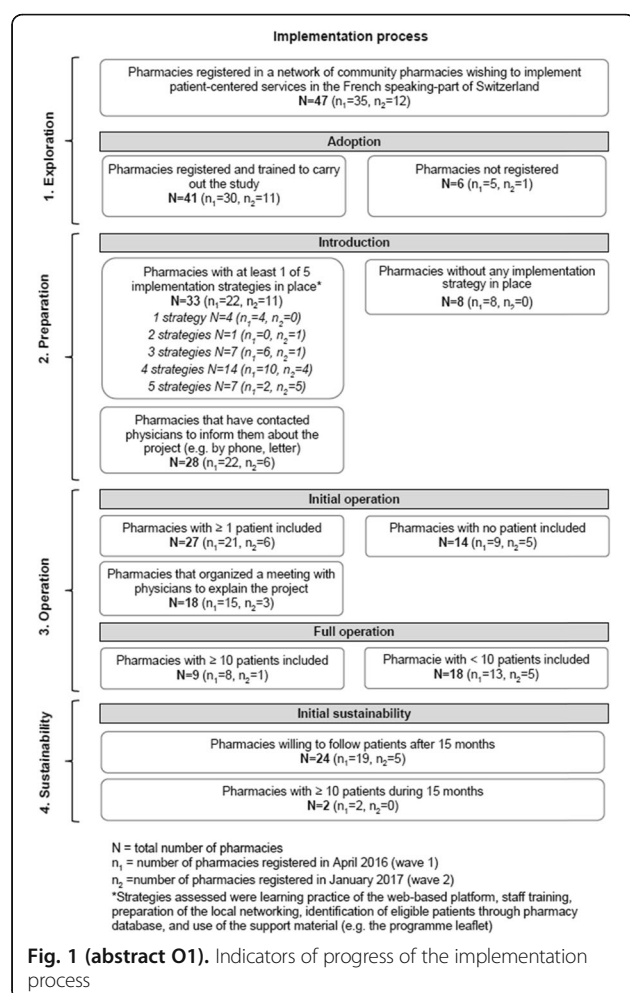 Implementation process
1. Exploration
Pharmacies registered in a network of community pharmacies wishing to implement
patient-centered services in the French speaking-part of Switzerland
N=47 (n₁=35, n₂=12)
Adoption
Pharmacies registered and trained to carry
out the study
N=41 (n₁=30, n₂=11)
Pharmacies not registered
N=6 (n₁=5, n₂=1)
2. Preparation
Introduction
Pharmacies with at least 1 of 5
implementation strategies in place*
N=33 (n₁=22, n₂=11)
1 strategy N=4 (n₁=4, n₂=0)
2 strategies N=1 (n₁=0, n₂=1)
3 strategies N=7 (n₁=6, n₂=1)
4 strategies N=14 (n₁=10, n₂=4)
5 strategies N=7 (n₁=2, n₂=5)
Pharmacies without any implementation
strategy in place
N=8 (n₁=8, n₂=0)
Pharmacies that have contacted
physicians to inform them about the
project (e.g. by phone, letter)
N=28 (n₁=22, n₂=6)
3. Operation
Initial operation
Pharmacies with ≥ 1 patient included
N=27 (n₁=21, n₂=6)
Pharmacies with no patient included
N=14 (n₁=9, n₂=5)
Pharmacies that organized a meeting with
physicians to explain the project
N=18 (n₁=15, n₂=3)
Full operation
Pharmacies with ≥ 10 patients included
N=9 (n₁=8, n₂=1)
Pharmacie with < 10 patients included
N=18 (n₁=13, n₂=5)
4. Sustainability
Initial sustainability
Pharmacies willing to follow patients after 15 months
N=24 (n₁=19, n₂=5)
Pharmacies with ≥ 10 patients during 15 months
N=2 (n₁=2, n₂=0)
N = total number of pharmacies
n₁ = number of pharmacies registered in April 2016 (wave 1)
n₂ =number of pharmacies registered in January 2017 (wave 2)
*Strategies assessed were learning practice of the web-based platform, staff training,
preparation of the local networking, identification of eligible patients through pharmacy
database, and use of the support material (e.g. the programme leaflet)
Fig. 1 (abstract O1). Indicators of progress of the implementation
process